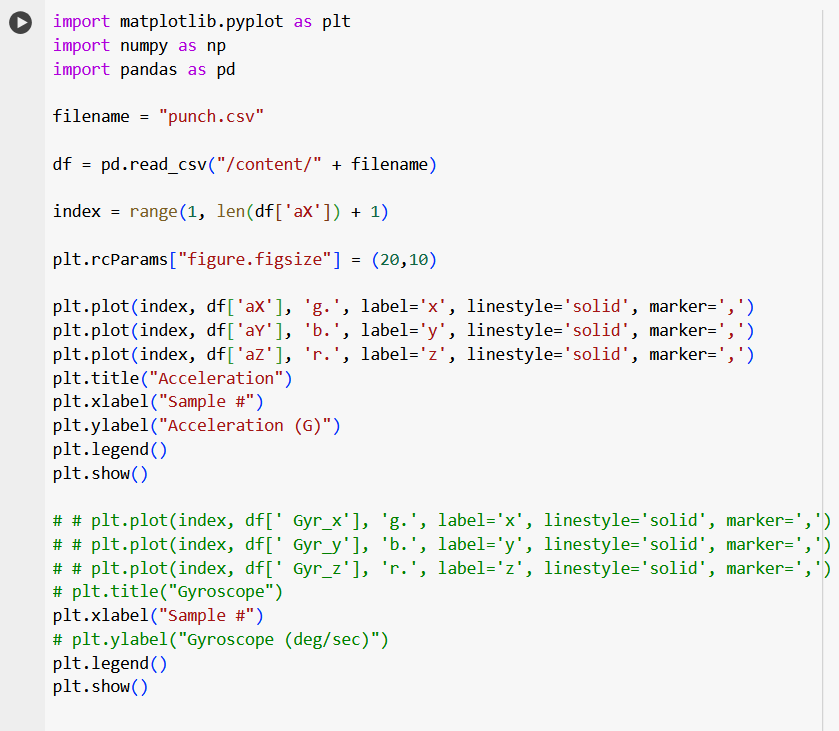 import matplotlib.pyplot as plt
import numpy as np
import pandas as pd

filename = "punch.csv"

df = pd.read_csv("/content/" + filename)

index = range(1, len(df['aX']) + 1)

plt.rcParams["figure.figsize"] = (20,10)

plt.plot(index, df['aX'], 'g.', label='x', linestyle='solid', marker=',')
plt.plot(index, df['aY'], 'b.', label='y', linestyle='solid', marker=',')
plt.plot(index, df['aZ'], 'r.', label='z', linestyle='solid', marker=',')
plt.title("Acceleration")
plt.xlabel("Sample #")
plt.ylabel("Acceleration (G)")
plt.legend()
plt.show()

# # plt.plot(index, df[' Gyr_x'], 'g.', label='x', linestyle='solid', marker=',')
# # plt.plot(index, df[' Gyr_y'], 'b.', label='y', linestyle='solid', marker=',')
# # plt.plot(index, df[' Gyr_z'], 'r.', label='z', linestyle='solid', marker=',')
# plt.title("Gyroscope")
plt.xlabel("Sample #")
# plt.ylabel("Gyroscope (deg/sec)")
plt.legend()
plt.show()